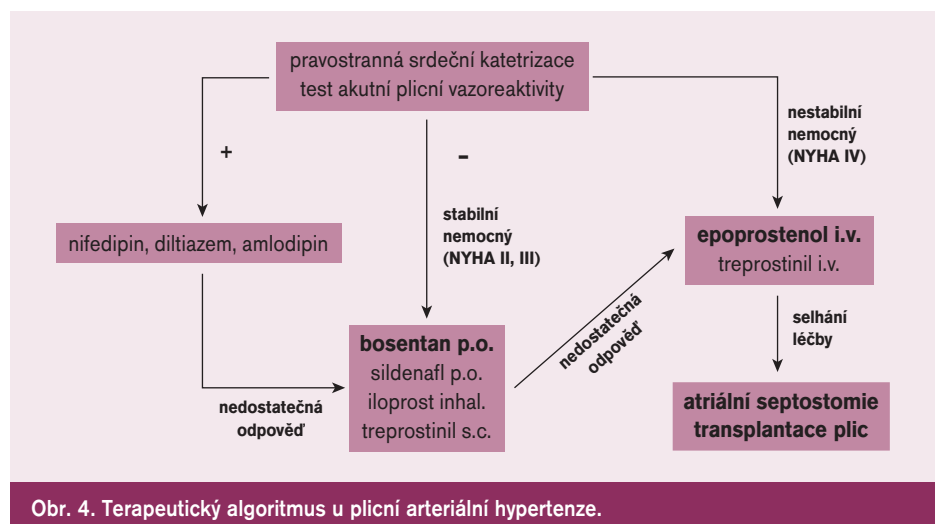 pravostranná srdeční katetrizace
test akutní plicní vazoreaktivity
+
–
nestabilní
nemocný
(NYHA IV)
nifedipin, diltiazem, amlodipin
stabilní
nemocný
(NYHA II, III)
epoprostenol i.v.
treprostinil i.v.
nedostatečná
odpověď
bosentan p.o.
sildenafl p.o.
iloprost inhal.
treprostinil s.c.
nedostatečná
odpověď
selhání
léčby
atriální septostomie
transplantace plic
Obr. 4. Terapeutický algoritmus u plicní arteriální hypertenze.